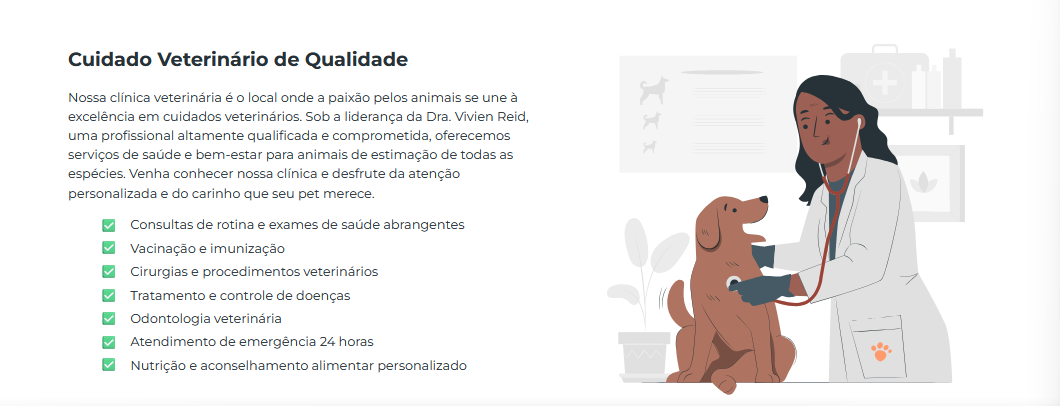 Cuidado Veterinário de Qualidade
Nossa clínica veterinária é o local onde a paixão pelos animais se une à
excelência em cuidados veterinários. Sob a liderança da Dra. Vivien Reid,
uma profissional altamente qualificada e comprometida, oferecemos
serviços de saúde e bem-estar para animais de estimação de todas as
espécies. Venha conhecer nossa clínica e desfrute da atenção
personalizada e do carinho que seu pet merece.
Consultas de rotina e exames de saúde abrangentes
Vacinação e imunização
Cirurgias e procedimentos veterinários
Tratamento e controle de doenças
Odontologia veterinária
Atendimento de emergência 24 horas
Nutrição e aconselhamento alimentar personalizado